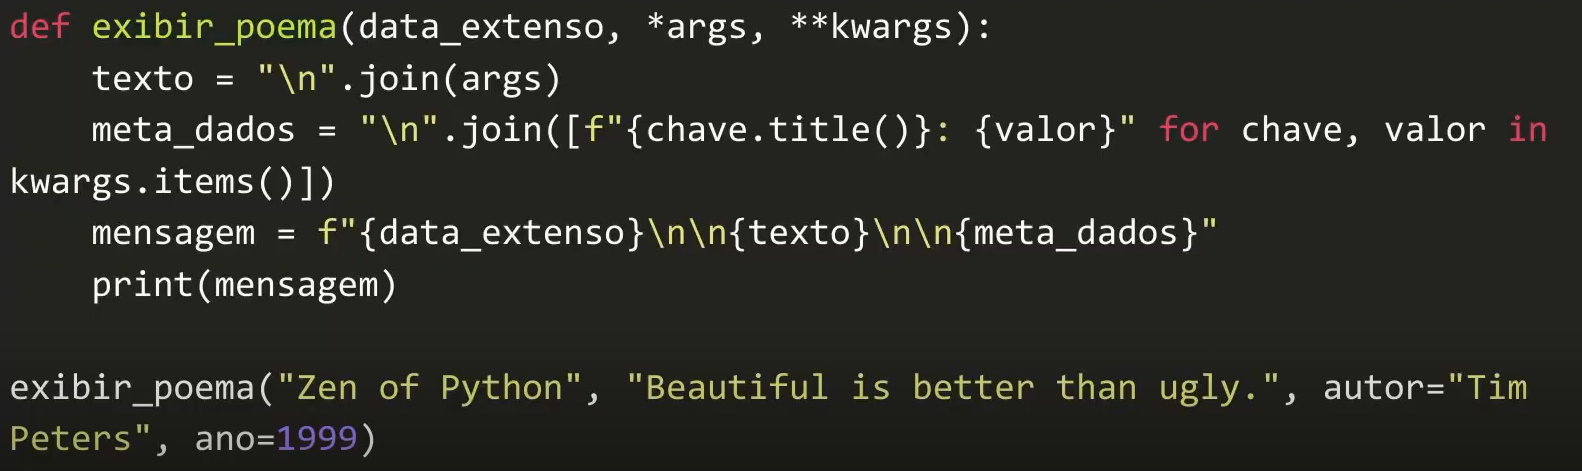 def exibir_poema(data_extenso, *args, **kwargs):
    texto = "\n".join(args)
    meta_dados = "\n".join([f"{chave.title()}: {valor}" for chave, valor in
kwargs.items()])
    mensagem = f"{data_extenso}\n\n{texto}\n\n{meta_dados}"
    print(mensagem)

exibir_poema("Zen of Python", "Beautiful is better than ugly.", autor="Tim
Peters", ano=1999)